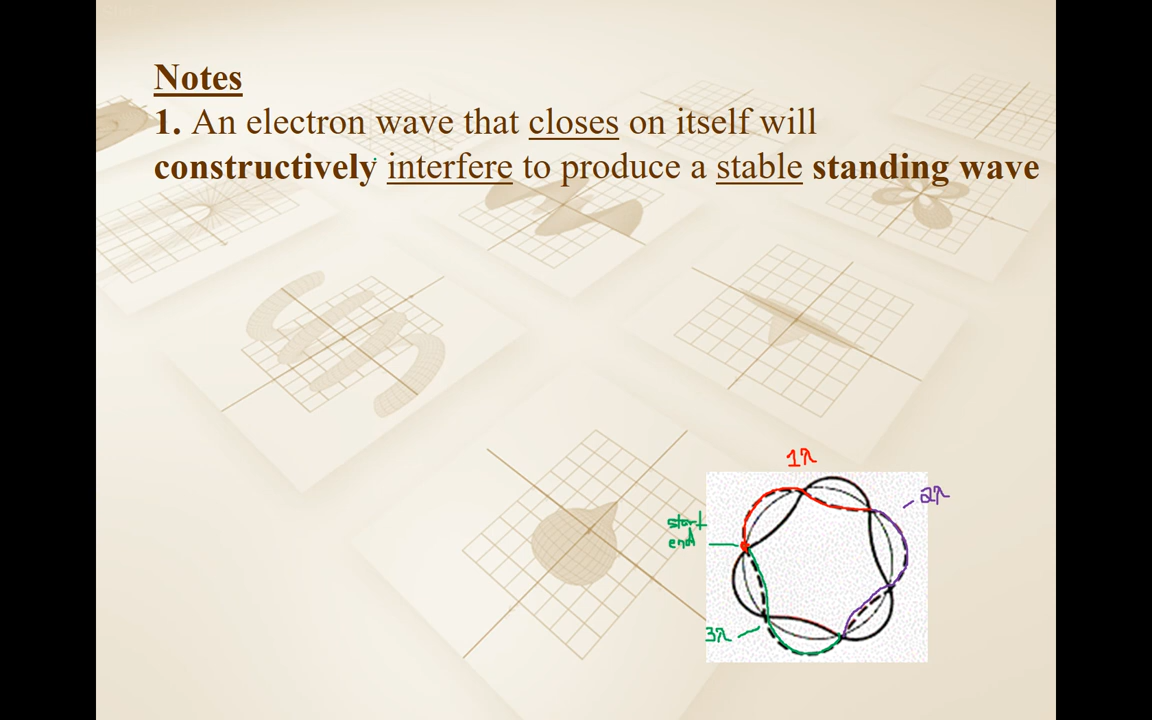 Notes
1. An electron wave that closes on itself will
constructively interfere to produce a stable standing wave
1λ
2λ
start
end
3λ